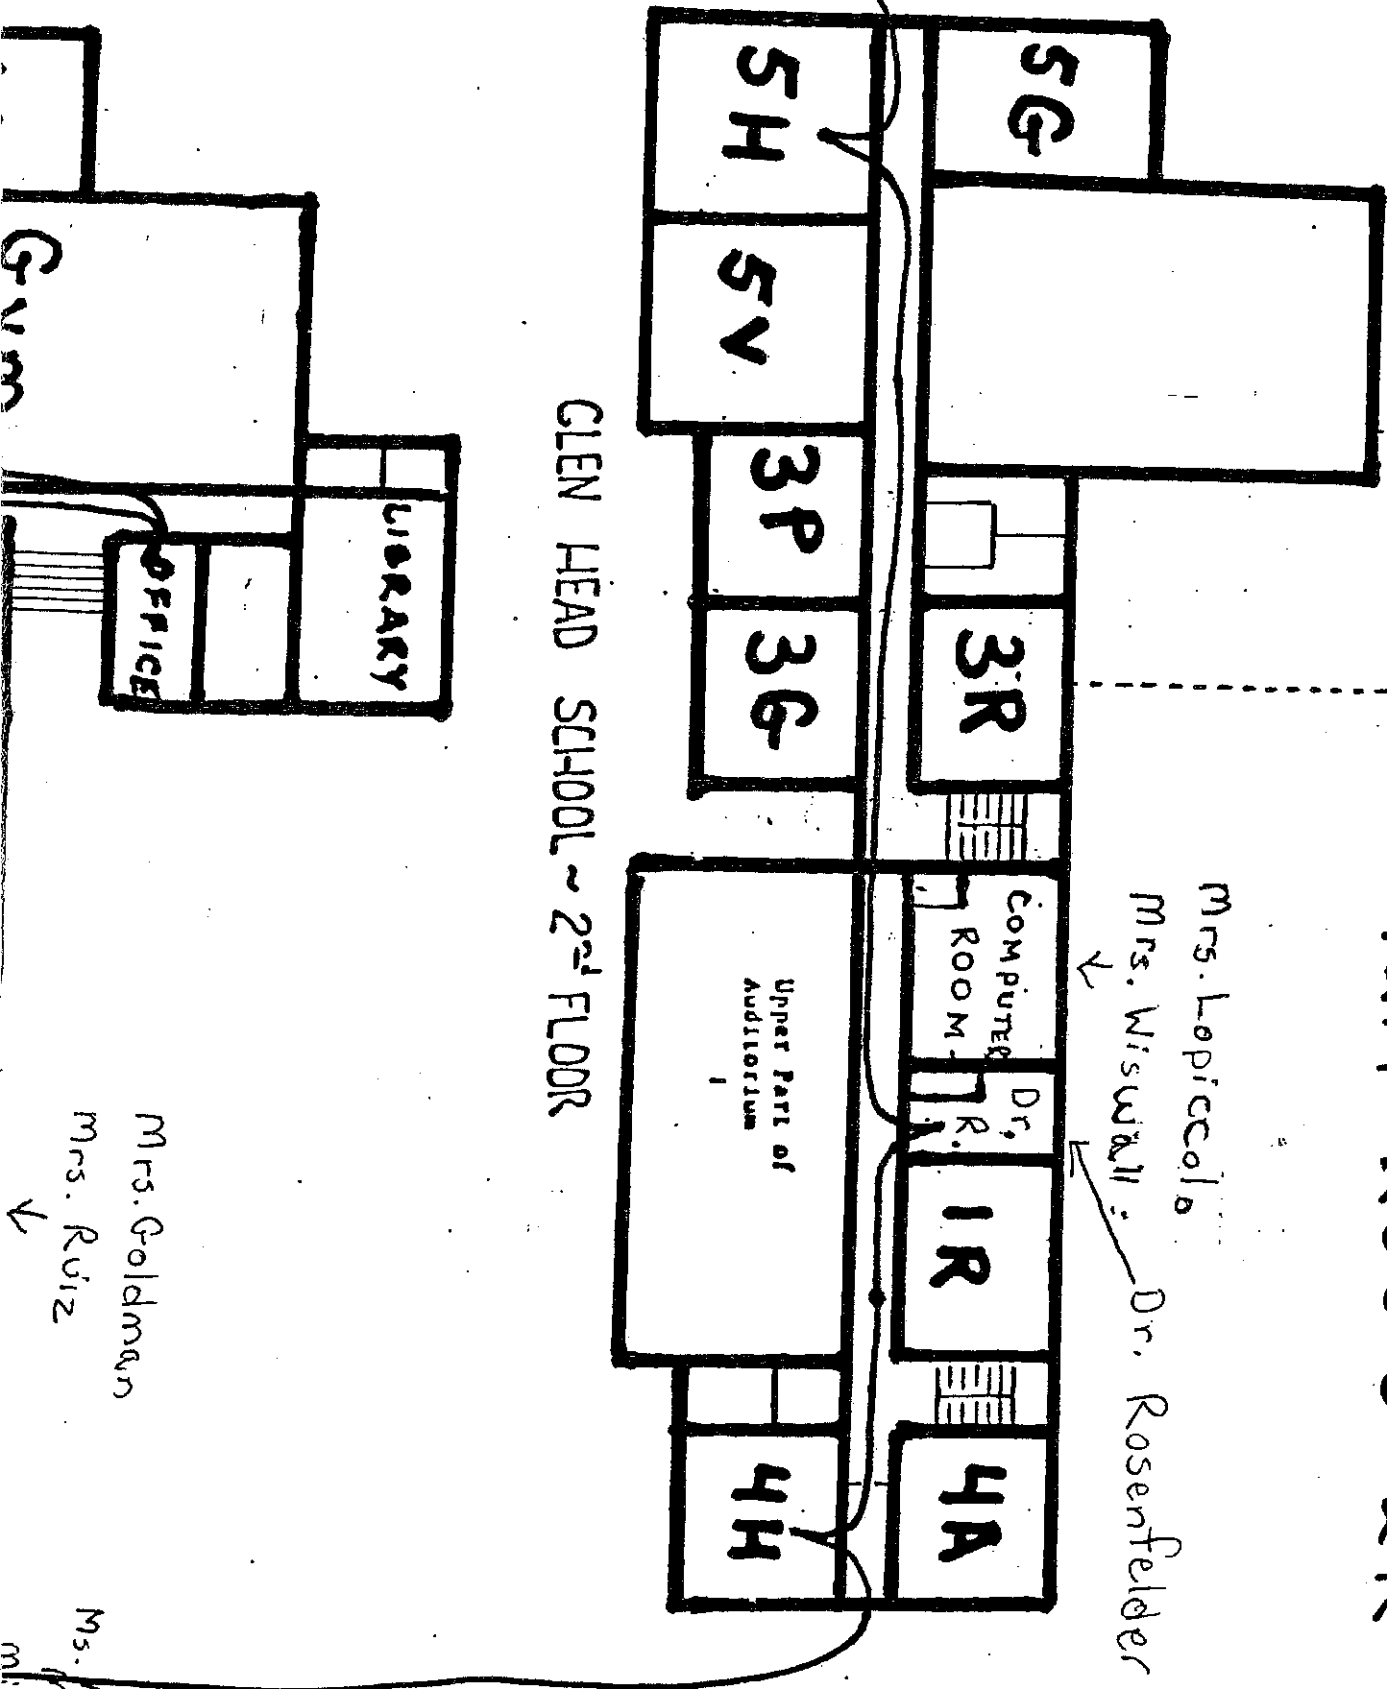 5G
5H
5V
3P
3G
3R
COMPUTER
ROOM
Dr.
R.
1R
4A
4H
Upper Part of
Auditorium
Mrs. Lopiccolo
Mrs. Wiswall
Dr. Rosenfelder
GLEN HEAD SCHOOL ~ 2nd FLOOR
LIBRARY
OFFICE
Gym
Mrs. Goldman
Mrs. Ruiz
Ms.